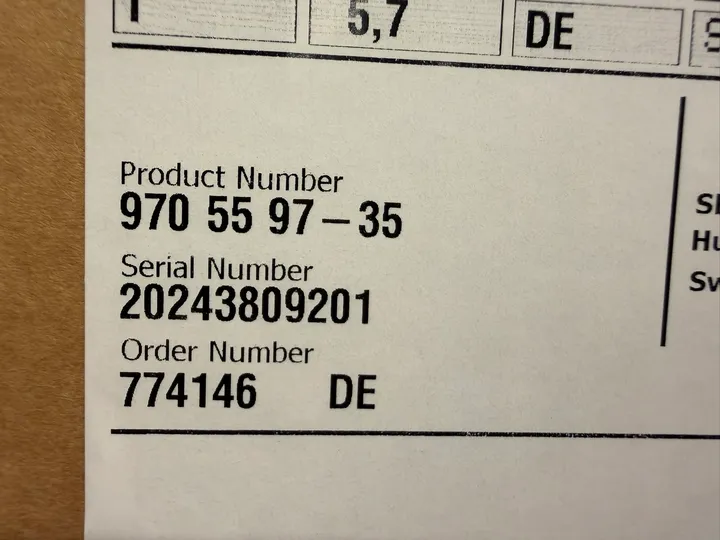 5,7
DE
Product Number
970 55 97-35
Serial Number
20243809201
Order Number
774146 DE